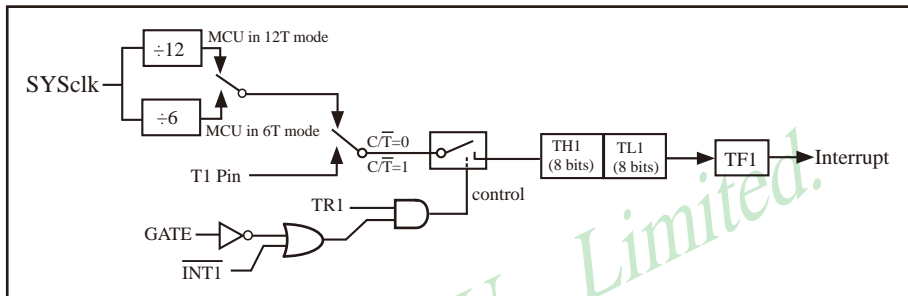 ÷12
MCU in 12T mode
SYSclk
÷6
MCU in 6T mode
C/T̅=0
C/T̅=1
T1 Pin
TH1
(8 bits)
TL1
(8 bits)
TF1
Interrupt
control
TR1
GATE
I̅N̅T̅1̅
Limited.